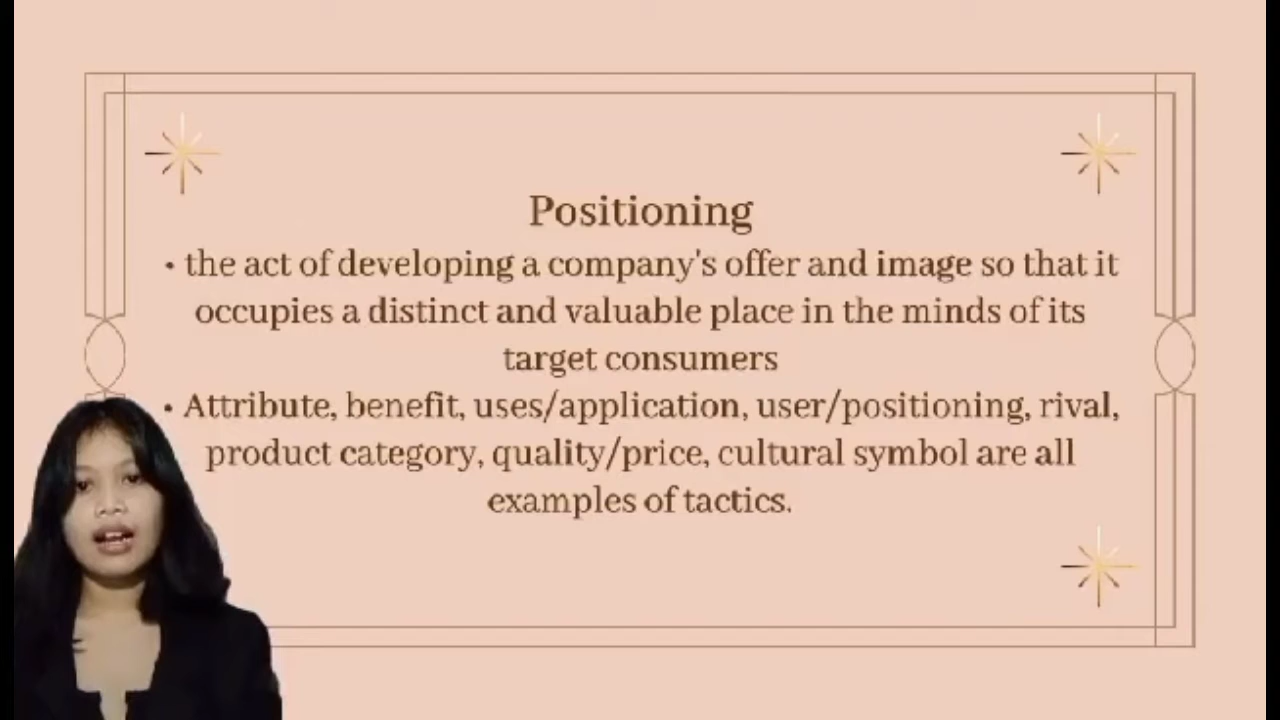 Positioning
• the act of developing a company's offer and image so that it
occupies a distinct and valuable place in the minds of its
target consumers
• Attribute, benefit, uses/application, user/positioning, rival,
product category, quality/price, cultural symbol are all
examples of tactics.